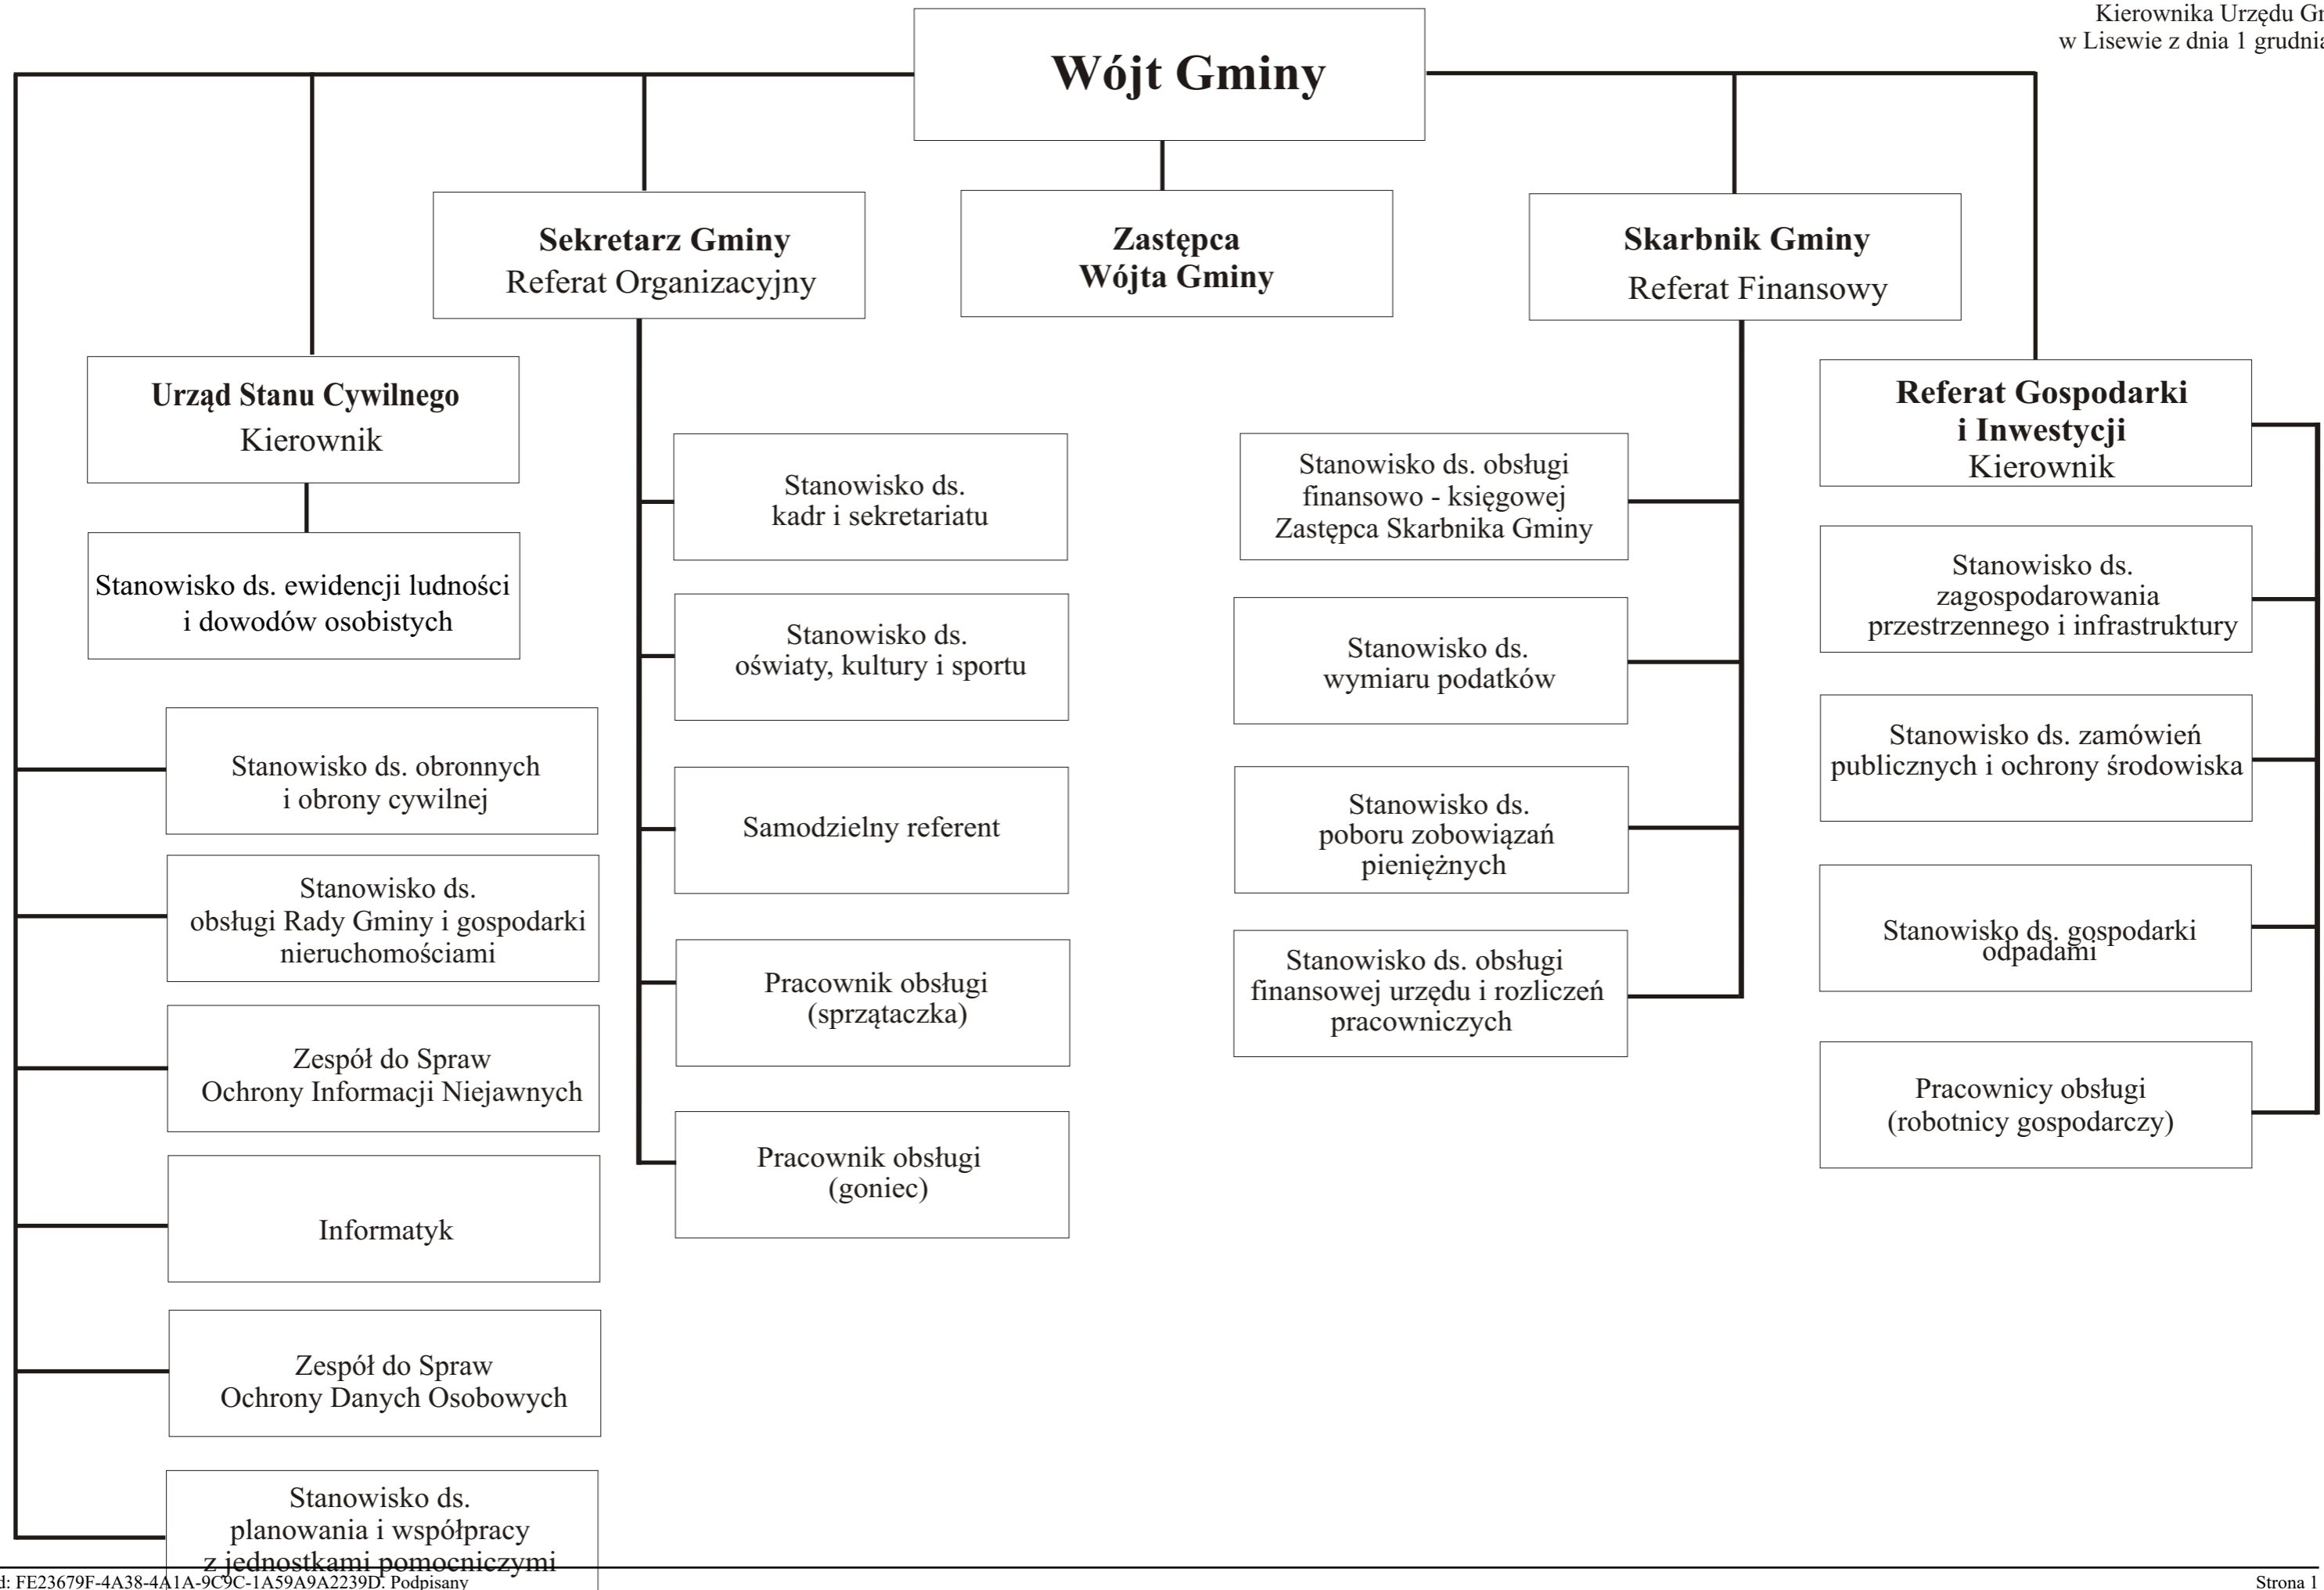 Kierownika Urzędu
w Lisewie z dnia 1 grudnia
Wójt Gminy
Sekretarz Gminy
Referat Organizacyjny
Zastępca
Wójta Gminy
Skarbnik Gminy
Referat Finansowy
Urząd Stanu Cywilnego
Kierownik
Stanowisko ds. ewidencji ludności
i dowodów osobistych
Stanowisko ds. obronnych
i obrony cywilnej
Stanowisko ds.
obsługi Rady Gminy i gospodarki
nieruchomościami
Zespół do Spraw
Ochrony Informacji Niejawnych
Informatyk
Zespół do Spraw
Ochrony Danych Osobowych
Stanowisko ds.
planowania i współpracy
z jednostkami pomocniczymi
Stanowisko ds.
kadr i sekretariatu
Stanowisko ds.
oświaty, kultury i sportu
Samodzielny referent
Pracownik obsługi
(sprzątaczka)
Pracownik obsługi
(goniec)
Stanowisko ds. obsługi
finansowo - księgowej
Zastępca Skarbnika Gminy
Stanowisko ds.
wymiaru podatków
Stanowisko ds.
poboru zobowiązań
pieniężnych
Stanowisko ds. obsługi
finansowej urzędu i rozliczeń
pracowniczych
Referat Gospodarki
i Inwestycji
Kierownik
Stanowisko ds.
zagospodarowania
przestrzennego i infrastruktury
Stanowisko ds. zamówień
publicznych i ochrony środowiska
Stanowisko ds. gospodarki
odpadami
Pracownicy obsługi
(robotnicy gospodarczy)
d: FE23679F-4A38-4A1A-9C9C-1A59A9A2239D. Podpisany
Strona 1